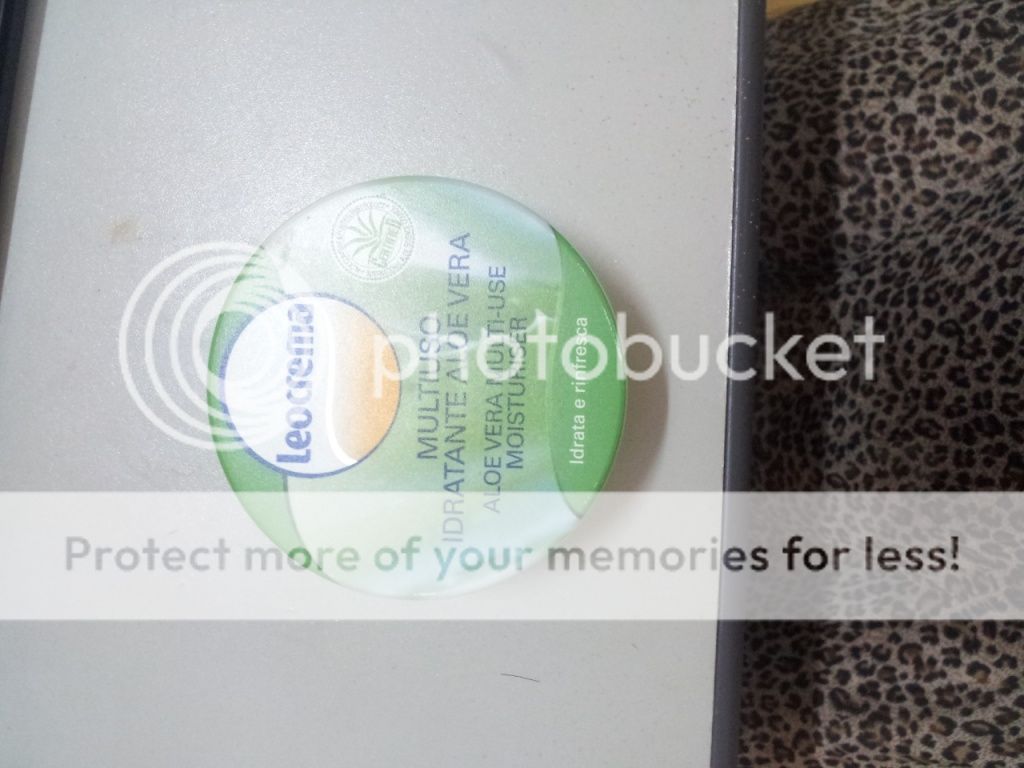 Leocrema
MULTIUSO
IDRATANTE ALOE VERA
ALOE VERA MULTI-USE
MOISTURISER
Idrata e rinfresca
photobucket
Protect more of your memories for less!